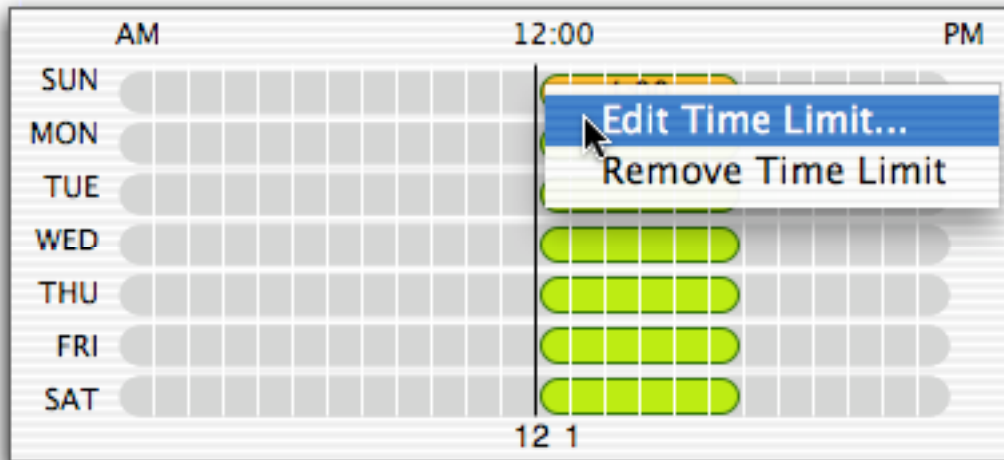 AM 12:00 PM
SUN
Edit Time Limit...
MON
Remove Time Limit
TUE
WED
THU
FRI
SAT
12 1